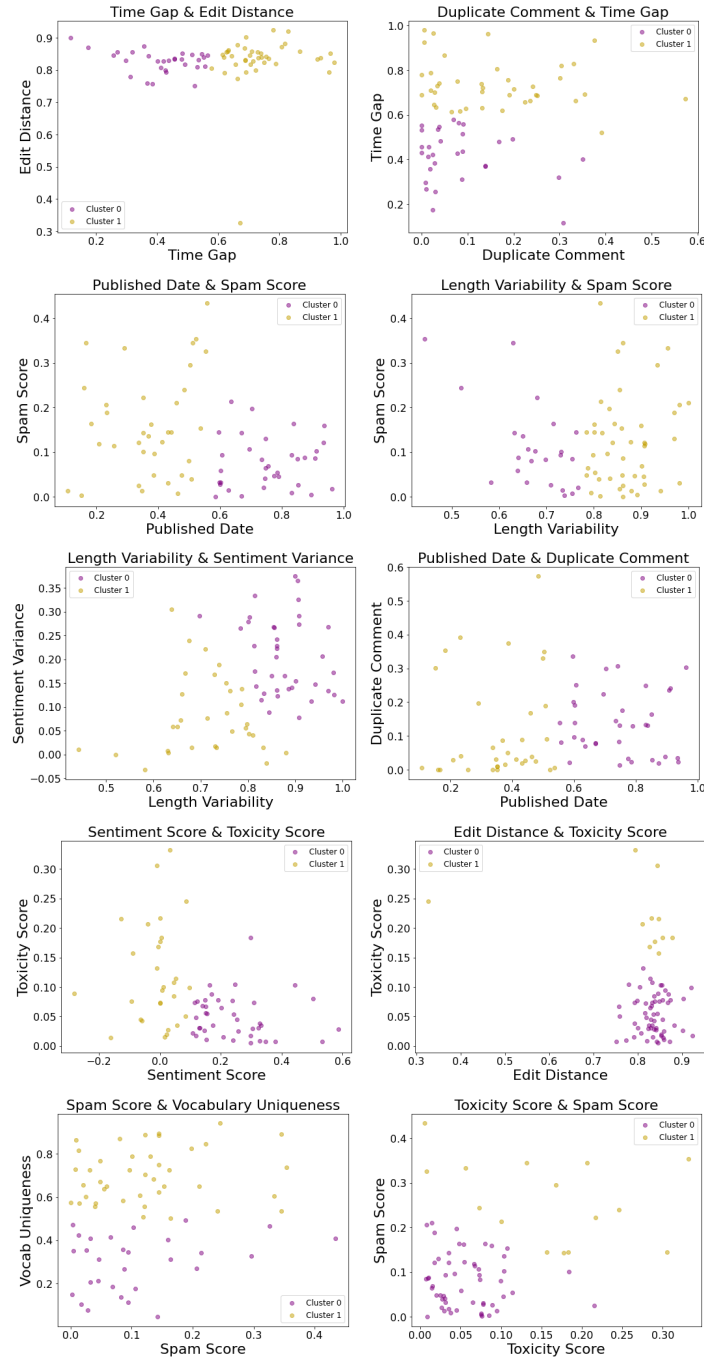 Time Gap & Edit Distance
0.9
0.8
0.7
0.6
0.5
0.4
0.3
Edit Distance
Cluster 0
Cluster 1
0.2 0.4 0.6 0.8 1.0
Time Gap
Duplicate Comment & Time Gap
1.0
0.8
0.6
0.4
0.2
Time Gap
Cluster 0
Cluster 1
0.0 0.1 0.2 0.3 0.4 0.5 0.6
Duplicate Comment
Published Date & Spam Score
0.4
0.3
0.2
0.1
0.0
Spam Score
Cluster 0
Cluster 1
0.2 0.4 0.6 0.8 1.0
Published Date
Length Variability & Spam Score
0.4
0.3
0.2
0.1
0.0
Spam Score
Cluster 0
Cluster 1
0.5 0.6 0.7 0.8 0.9 1.0
Length Variability
Length Variability & Sentiment Variance
0.35
0.30
0.25
0.20
0.15
0.10
0.05
0.00
−0.05
Sentiment Variance
Cluster 0
Cluster 1
0.5 0.6 0.7 0.8 0.9 1.0
Length Variability
Published Date & Duplicate Comment
0.6
0.5
0.4
0.3
0.2
0.1
0.0
Duplicate Comment
Cluster 0
Cluster 1
0.2 0.4 0.6 0.8 1.0
Published Date
Sentiment Score & Toxicity Score
0.30
0.25
0.20
0.15
0.10
0.05
0.00
Toxicity Score
Cluster 0
Cluster 1
−0.2 0.0 0.2 0.4 0.6
Sentiment Score
Edit Distance & Toxicity Score
0.30
0.25
0.20
0.15
0.10
0.05
0.00
Toxicity Score
Cluster 0
Cluster 1
0.3 0.4 0.5 0.6 0.7 0.8 0.9
Edit Distance
Spam Score & Vocabulary Uniqueness
0.8
0.6
0.4
0.2
Vocab Uniqueness
Cluster 0
Cluster 1
0.0 0.1 0.2 0.3 0.4
Spam Score
Toxicity Score & Spam Score
0.4
0.3
0.2
0.1
0.0
Spam Score
Cluster 0
Cluster 1
0.00 0.05 0.10 0.15 0.20 0.25 0.30
Toxicity Score